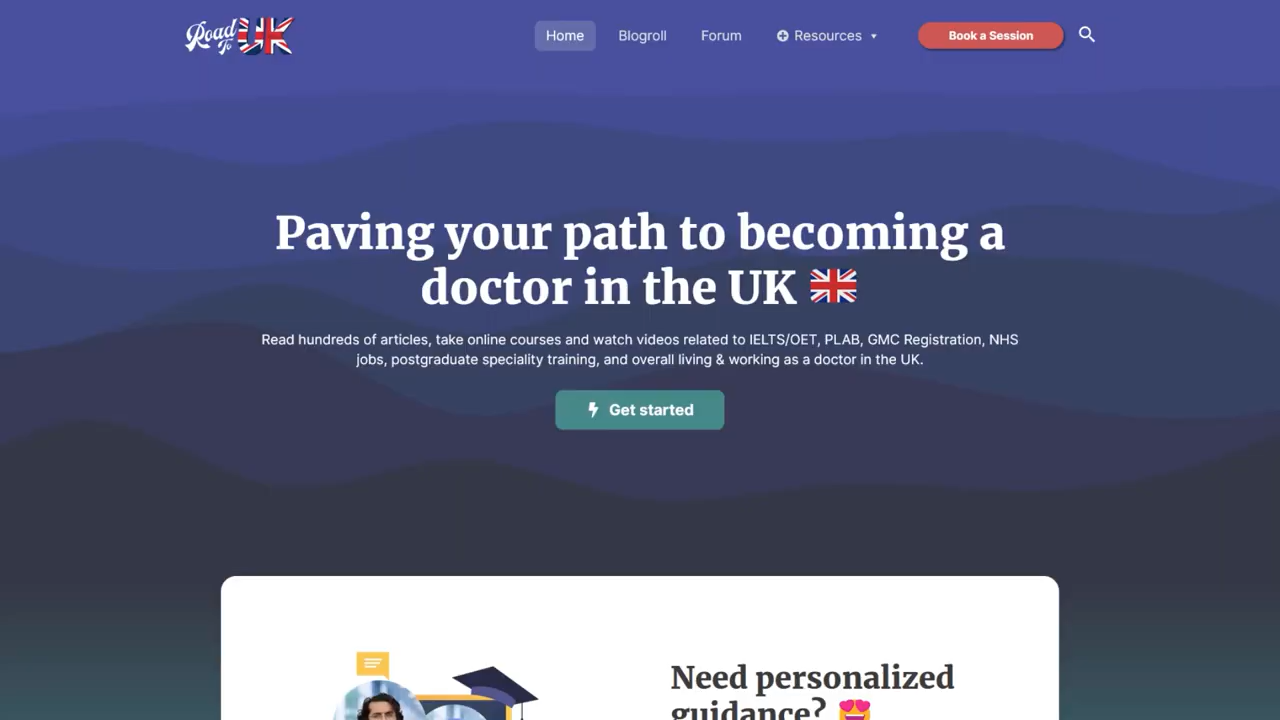 Road To UK
Home
Blogroll
Forum
Resources
Book a Session
Paving your path to becoming a
doctor in the UK 🇬🇧
Read hundreds of articles, take online courses and watch videos related to IELTS/OET, PLAB, GMC Registration, NHS
jobs, postgraduate speciality training, and overall living & working as a doctor in the UK.
Get started
Need personalized
guidance? 😍